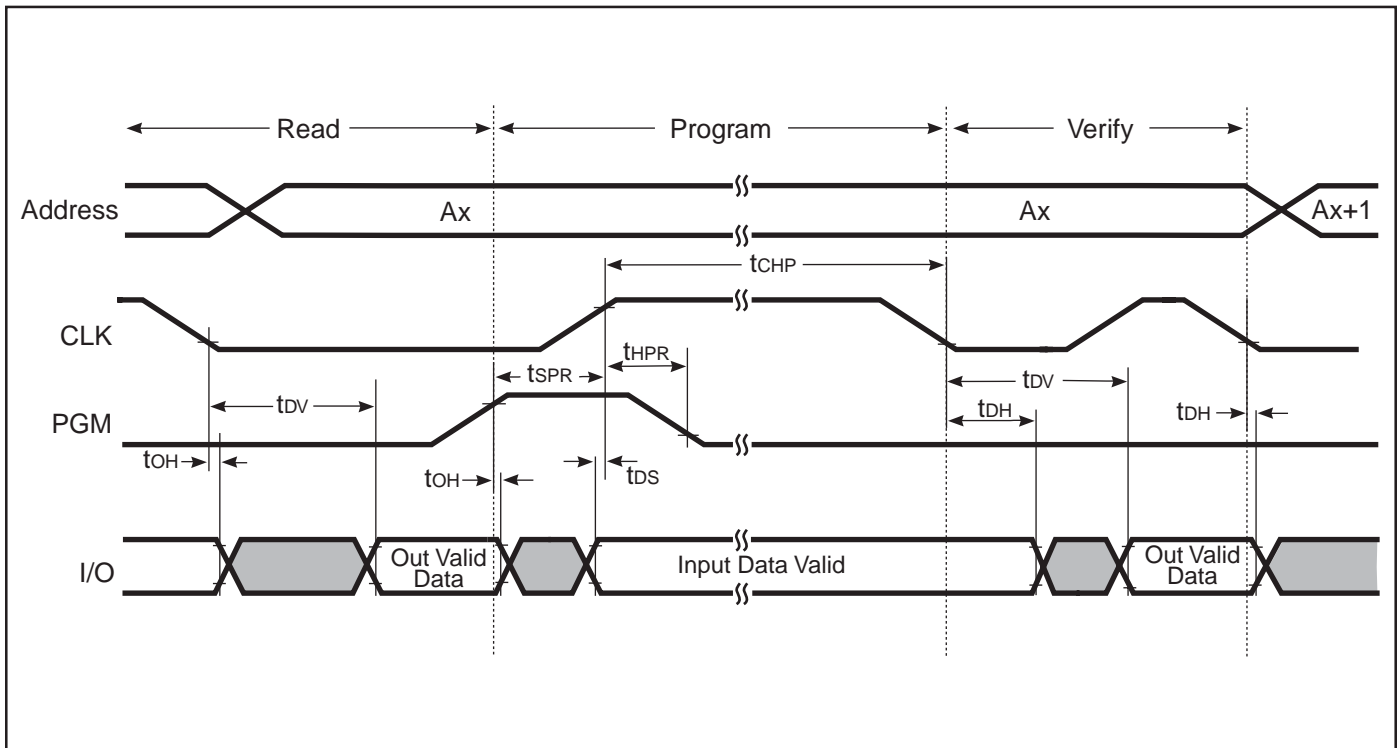 Read Program Verify
Address Ax Ax Ax+1
tCHP
CLK
tHPR
tSPR
tDV
tDV
PGM
tDH
tDH
tOH
tOH
tDS
I/O
Out Valid
Data
Input Data Valid
Out Valid
Data